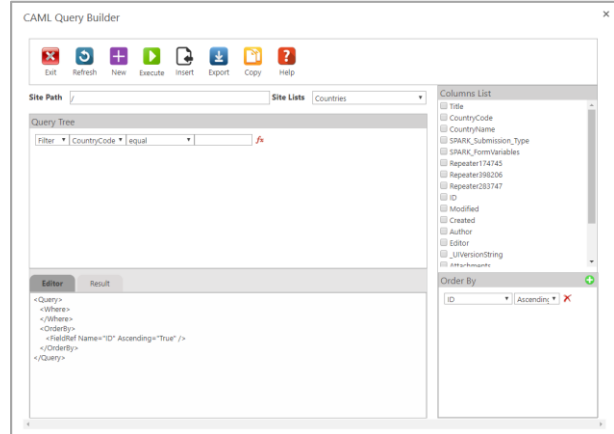 CAML Query Builder
Exit Refresh New Execute Insert Export Copy Help
Site Path / Site Lists Countries
Columns List
Title
CountryCode
CountryName
SPARK_Submission_Type
SPARK_FormVariables
Repeater174745
Repeater398206
Repeater283747
ID
Modified
Created
Author
Editor
_UIVersionString
Attachments
Query Tree
Filter CountryCode equal fx
Editor Result
<Query>
<Where>
</Where>
<OrderBy>
<FieldRef Name="ID" Ascending="True" />
</OrderBy>
</Query>
Order By
ID Ascending